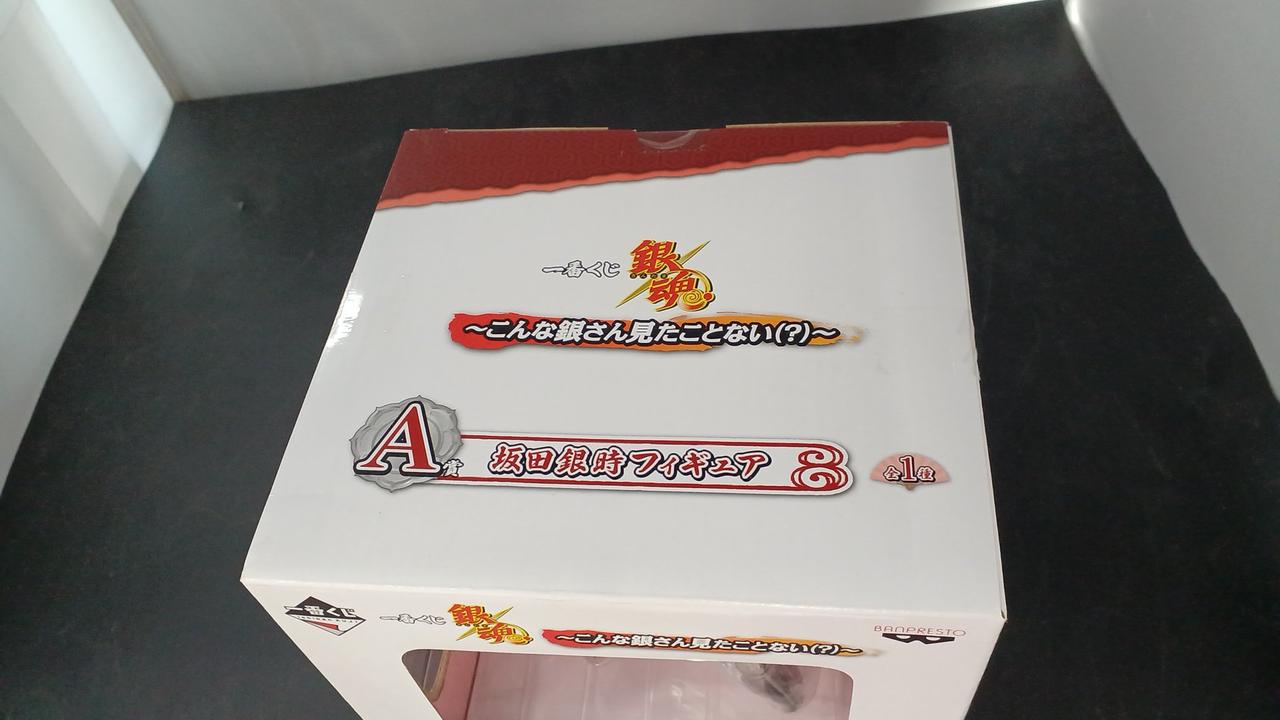 一番くじ 銀魂
～こんな銀さん見たことない(?)～
A賞 坂田銀時フィギュア 全1種
一番くじ
一番くじ 銀魂 ～こんな銀さん見たことない(?)～
BANPRESTO